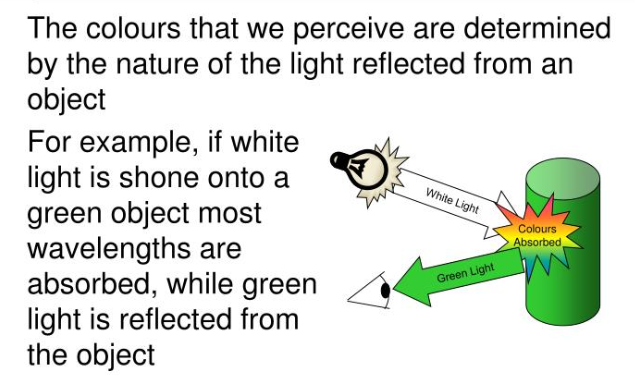 The colours that we perceive are determined
by the nature of the light reflected from an
object
For example, if white
light is shone onto a
green object most
wavelengths are
absorbed, while green
light is reflected from
the object
White Light
Colours
Absorbed
Green Light